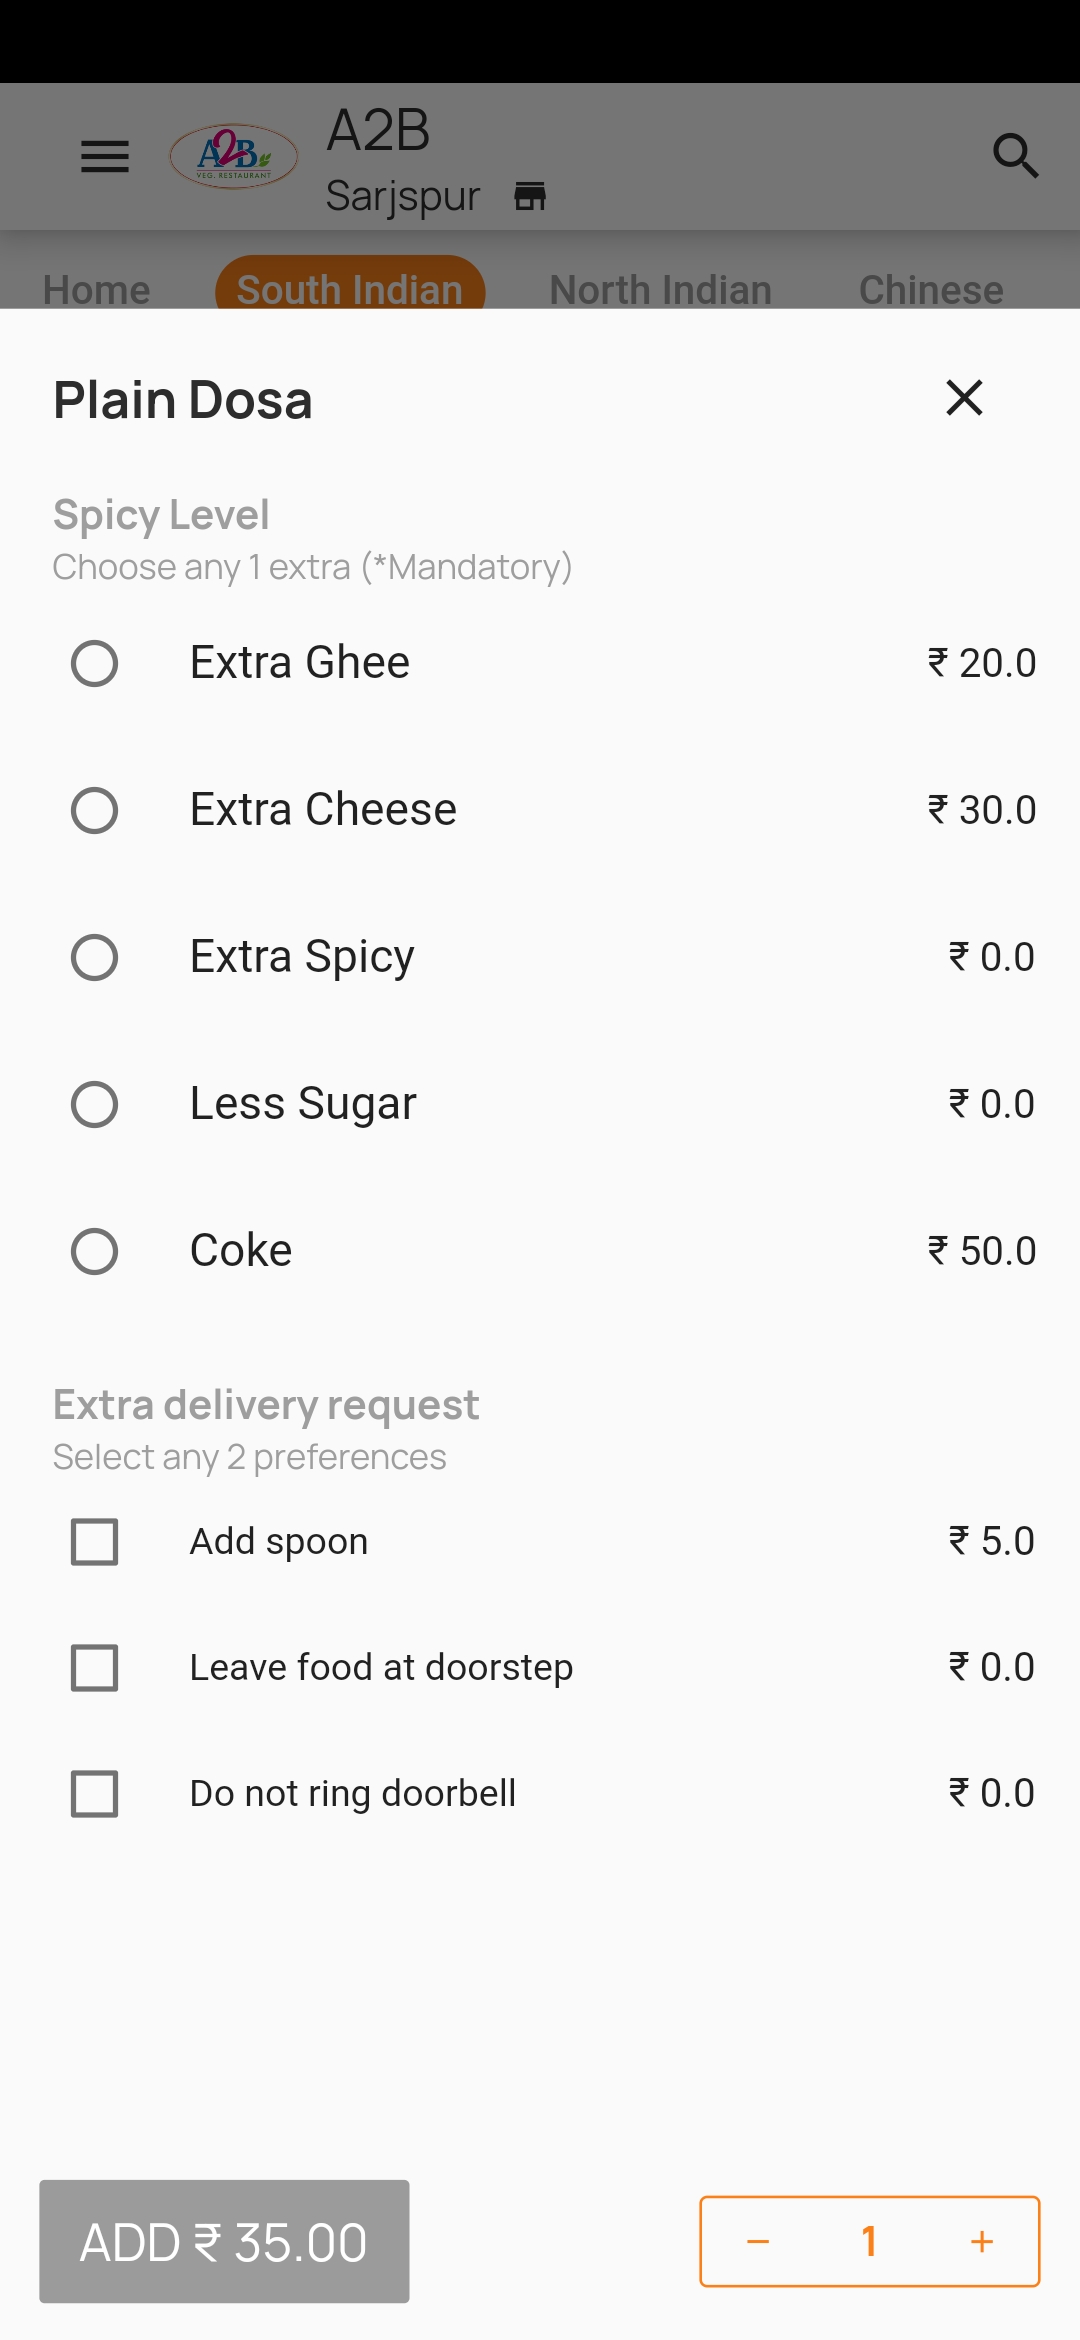 A2B
VEG. RESTAURANT
A2B
Sarjspur
Home South Indian North Indian Chinese
Plain Dosa
Spicy Level
Choose any 1 extra (*Mandatory)
Extra Ghee ₹ 20.0
Extra Cheese ₹ 30.0
Extra Spicy ₹ 0.0
Less Sugar ₹ 0.0
Coke ₹ 50.0
Extra delivery request
Select any 2 preferences
Add spoon ₹ 5.0
Leave food at doorstep ₹ 0.0
Do not ring doorbell ₹ 0.0
ADD ₹ 35.00 − 1 +